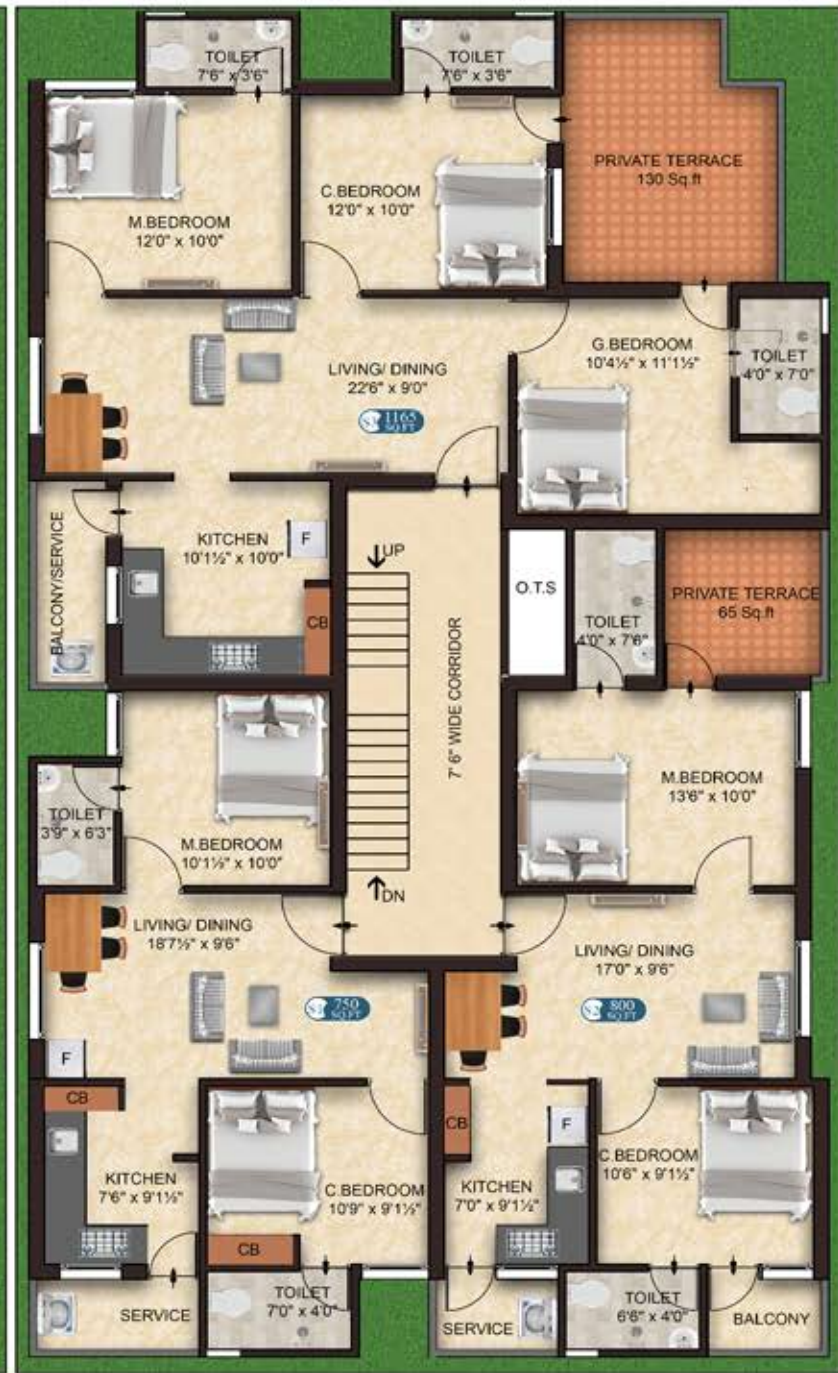 TOILET
7'6" x 3'6"
TOILET
7'6" x 3'6"
PRIVATE TERRACE
130 Sq.ft
M.BEDROOM
12'0" x 10'0"
C.BEDROOM
12'0" x 10'0"
G.BEDROOM
10'4½" x 11'1½"
TOILET
4'0" x 7'0"
LIVING/ DINING
22'6" x 9'0"
1165
SQ.FT
BALCONY/SERVICE
KITCHEN
10'1½" x 10'0"
F
CB
UP
7' 6" WIDE CORRIDOR
DN
O.T.S
TOILET
4'0" x 7'6"
PRIVATE TERRACE
65 Sq.ft
M.BEDROOM
13'6" x 10'0"
TOILET
3'9" x 6'3"
M.BEDROOM
10'1½" x 10'0"
LIVING/ DINING
18'7½" x 9'6"
S1 750
SQ.FT
F
CB
LIVING/ DINING
17'0" x 9'6"
S2 800
SQ.FT
CB
F
KITCHEN
7'6" x 9'1½"
C.BEDROOM
10'9" x 9'1½"
CB
KITCHEN
7'0" x 9'1½"
C.BEDROOM
10'6" x 9'1½"
SERVICE
TOILET
7'0" x 4'0"
SERVICE
TOILET
6'6" x 4'0"
BALCONY